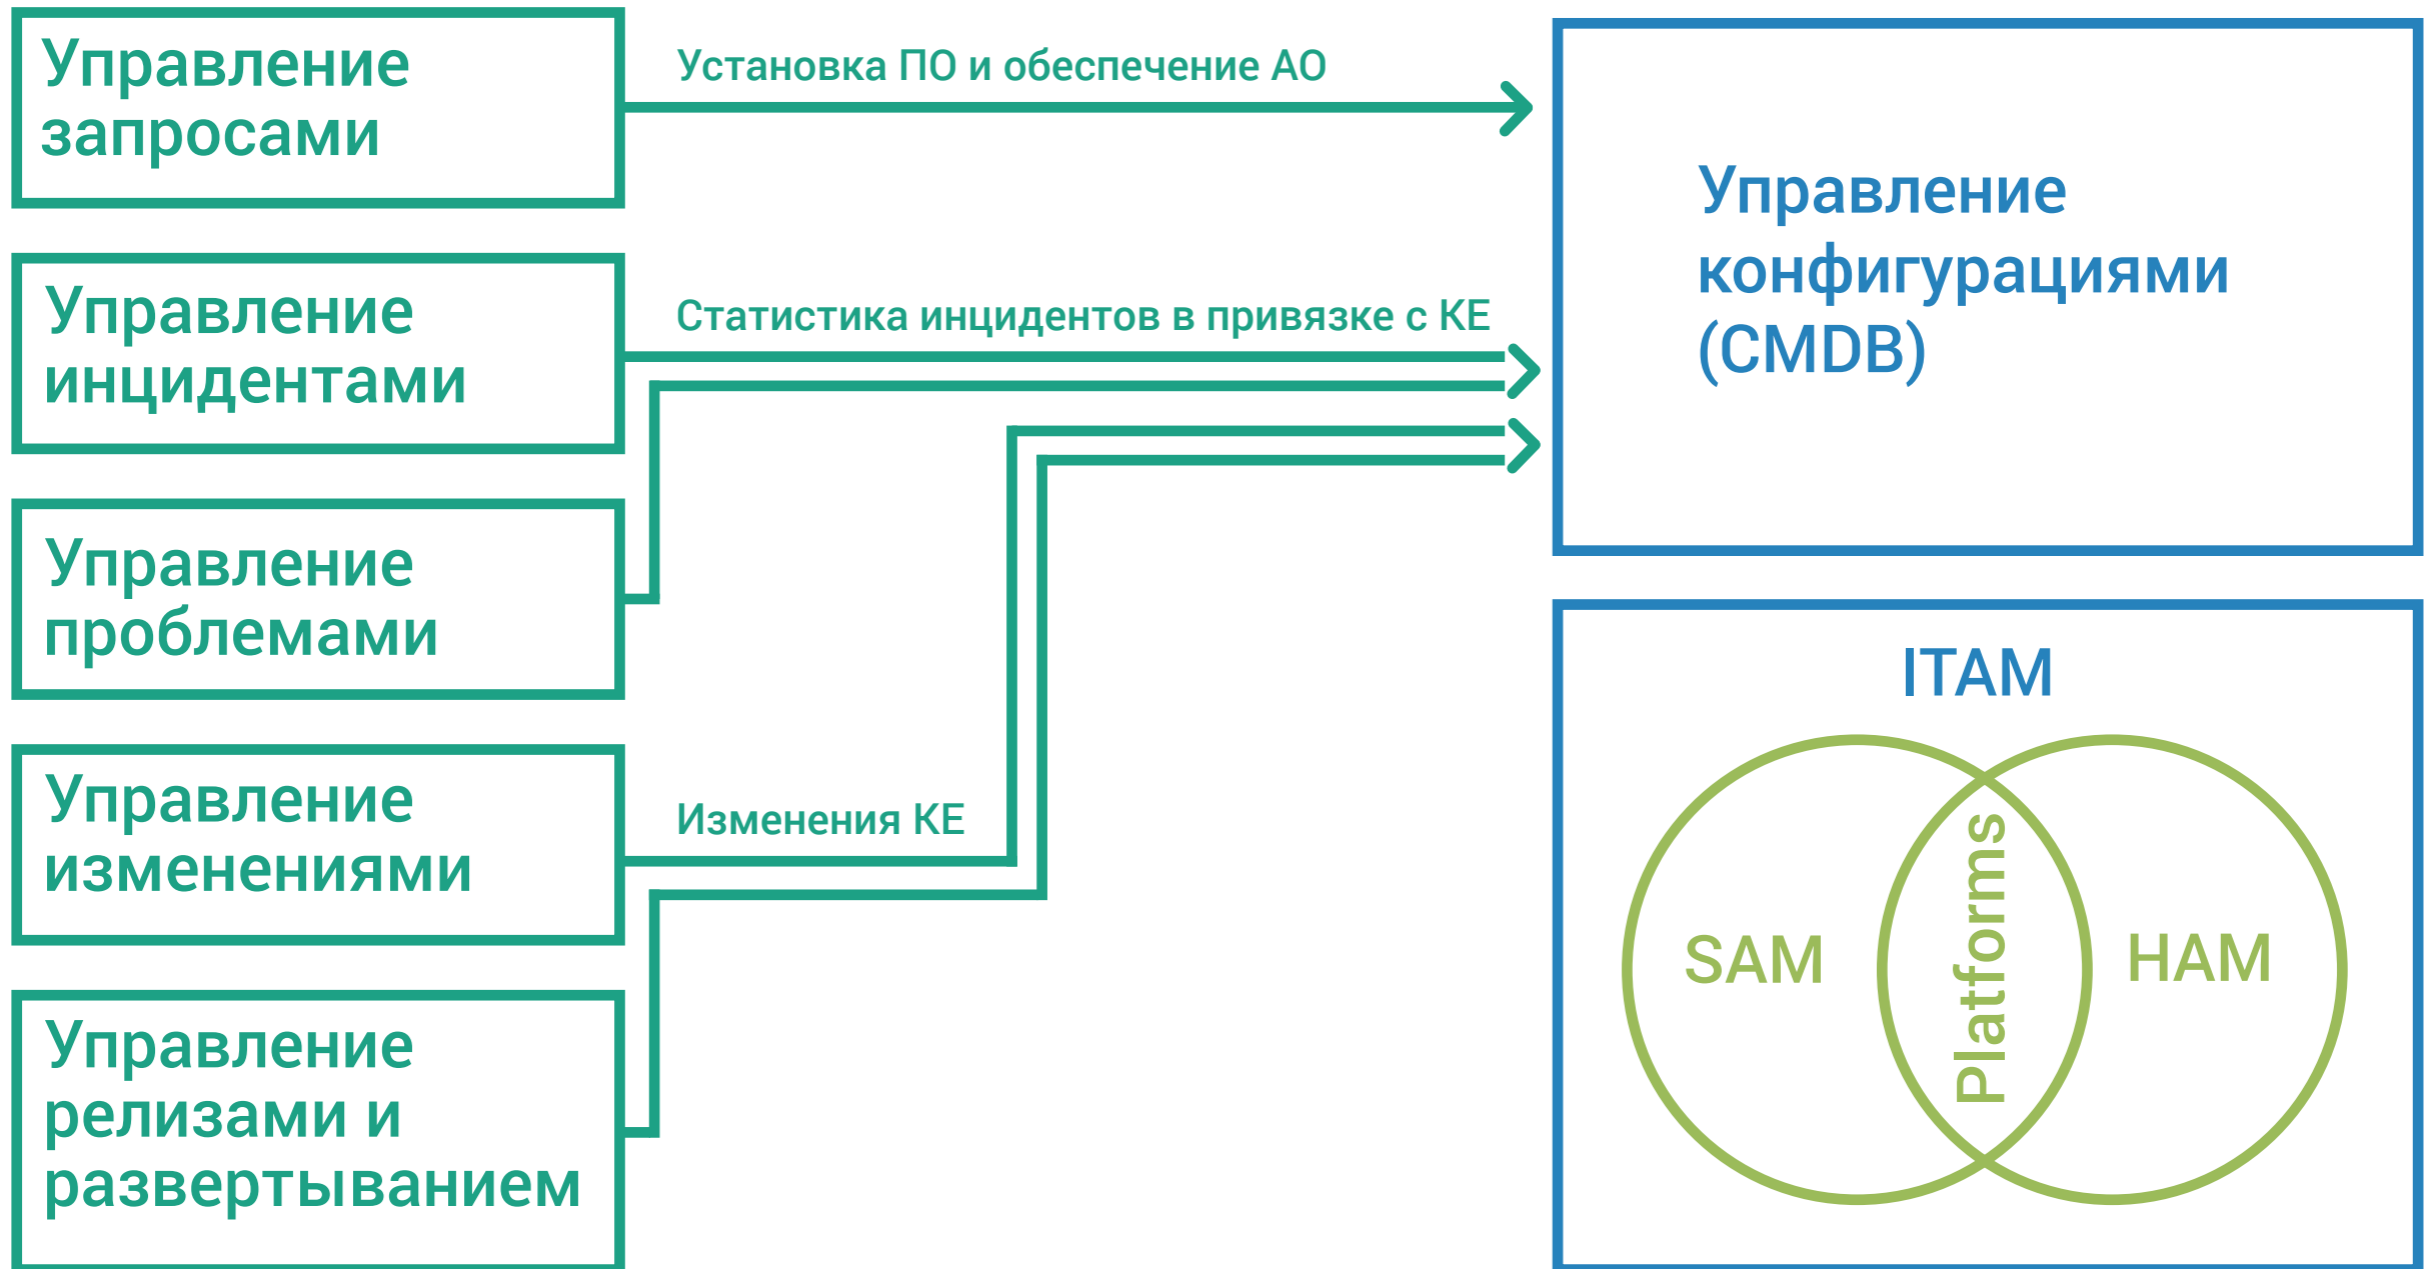 Управление
запросами
Установка ПО и обеспечение АО
Управление
инцидентами
Статистика инцидентов в привязке с КЕ
Управление
проблемами
Управление
изменениями
Изменения КЕ
Управление
релизами и
развертыванием
Управление
конфигурациями
(CMDB)
ITAM
SAM
Platforms
HAM